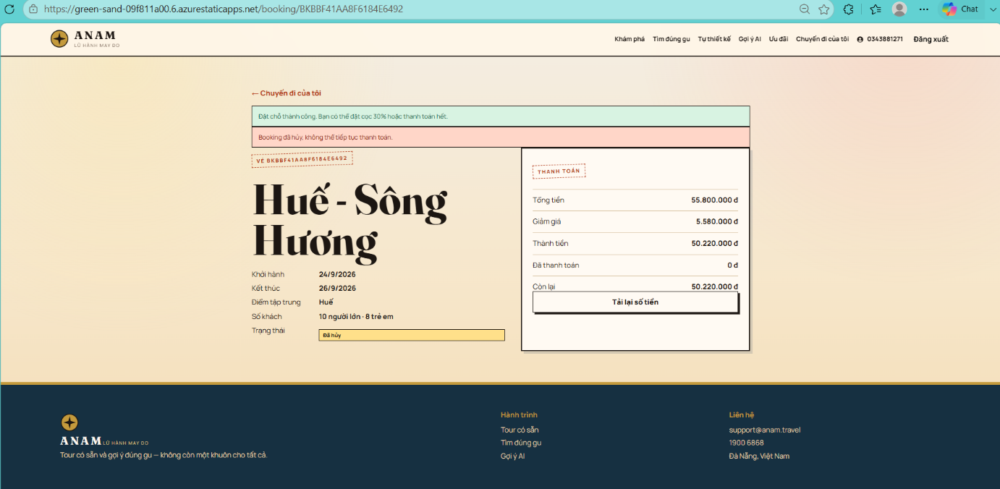 https://green-sand-09f811a00.6.azurestaticapps.net/booking/BKBBF41AA8F6184E6492
Chat
ANAM
LỮ HÀNH MAY ĐO
Khám phá Tìm đúng gu Tự thiết kế Gợi ý AI Ưu đãi Chuyến đi của tôi 0343881271 Đăng xuất
← Chuyến đi của tôi
Đặt chỗ thành công. Bạn có thể đặt cọc 30% hoặc thanh toán hết.
Booking đã hủy, không thể tiếp tục thanh toán.
VÉ BKBBF41AA8F6184E6492
Huế - Sông
Hương
Khởi hành 24/9/2026
Kết thúc 26/9/2026
Điểm tập trung Huế
Số khách 10 người lớn · 8 trẻ em
Trạng thái Đã hủy
THANH TOÁN
Tổng tiền 55.800.000 đ
Giảm giá 5.580.000 đ
Thành tiền 50.220.000 đ
Đã thanh toán 0 đ
Còn lại 50.220.000 đ
Tải lại số tiền
ANAM LỮ HÀNH MAY ĐO
Tour có sẵn và gợi ý đúng gu — không còn một khuôn cho tất cả.
Hành trình
Tour có sẵn
Tìm đúng gu
Gợi ý AI
Liên hệ
support@anam.travel
1900 6868
Đà Nẵng, Việt Nam